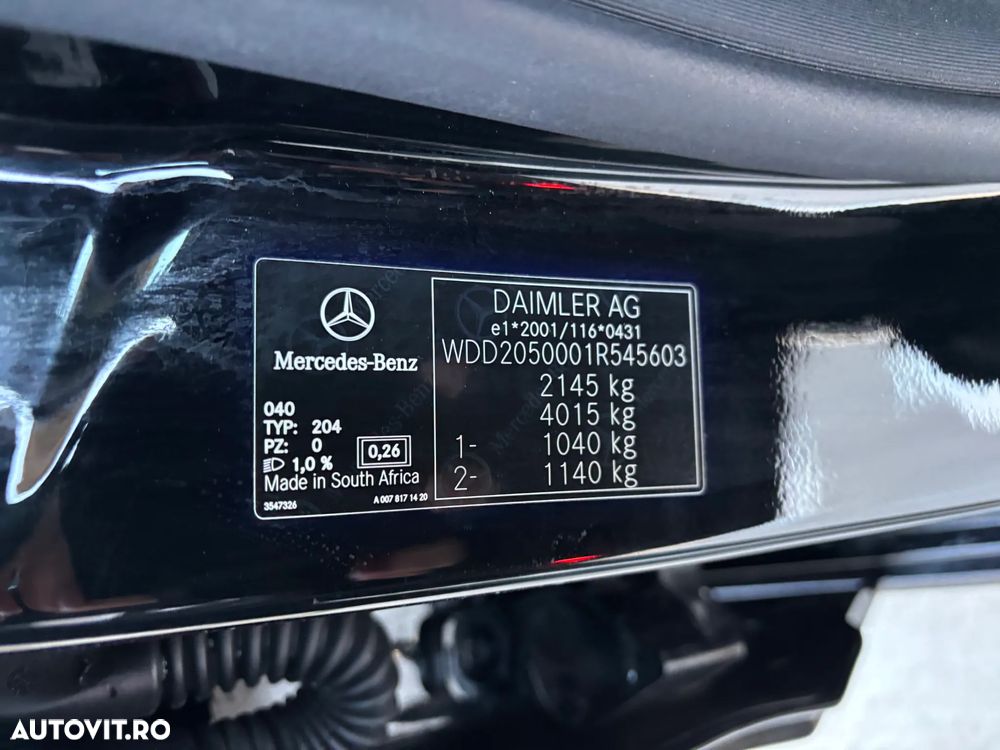 Mercedes-Benz
040
TYP: 204
PZ: 0
1,0 %
0,26
Made in South Africa
3547326
A 007 817 14 20
DAIMLER AG
e1*2001/116*0431
WDD2050001R545603
2145 kg
4015 kg
1- 1040 kg
2- 1140 kg
AUTOVIT.RO